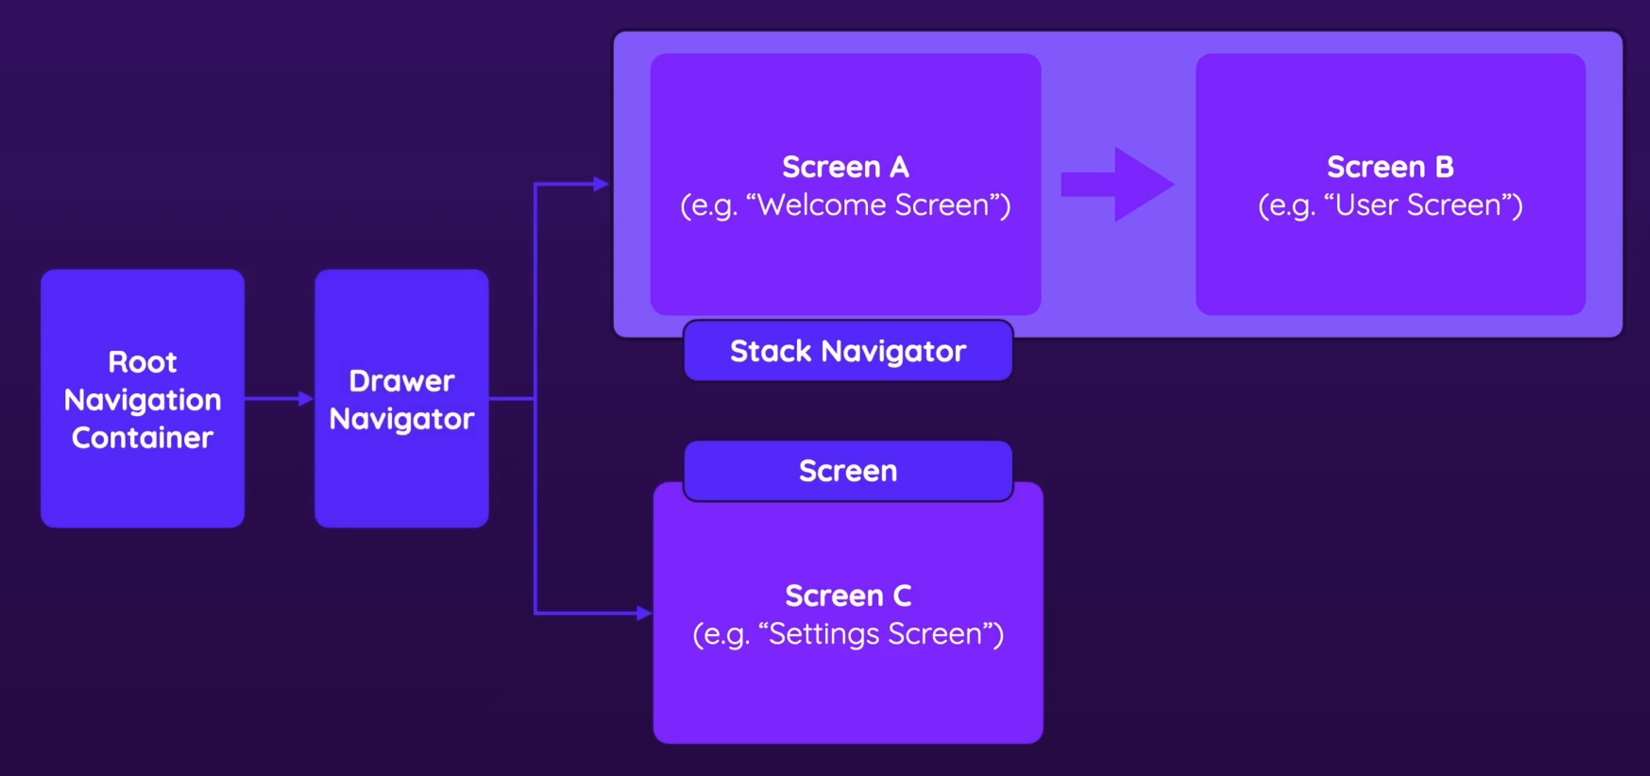 Root
Navigation
Container
Drawer
Navigator
Screen A
(e.g. “Welcome Screen”)
Screen B
(e.g. “User Screen”)
Stack Navigator
Screen
Screen C
(e.g. “Settings Screen”)